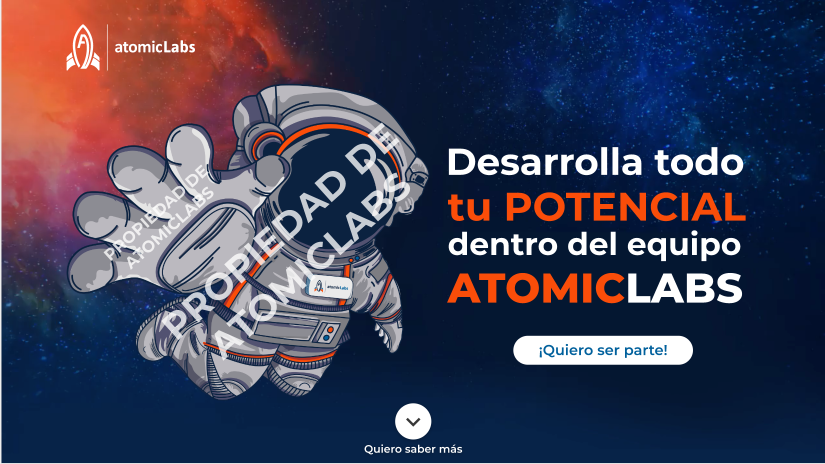 atomicLabs
Desarrolla todo
tu POTENCIAL
dentro del equipo
ATOMICLABS
¡Quiero ser parte!
PROPIEDAD DE
ATOMICLABS
PROPIEDAD DE
ATOMICLABS
atomicLabs
Quiero saber más